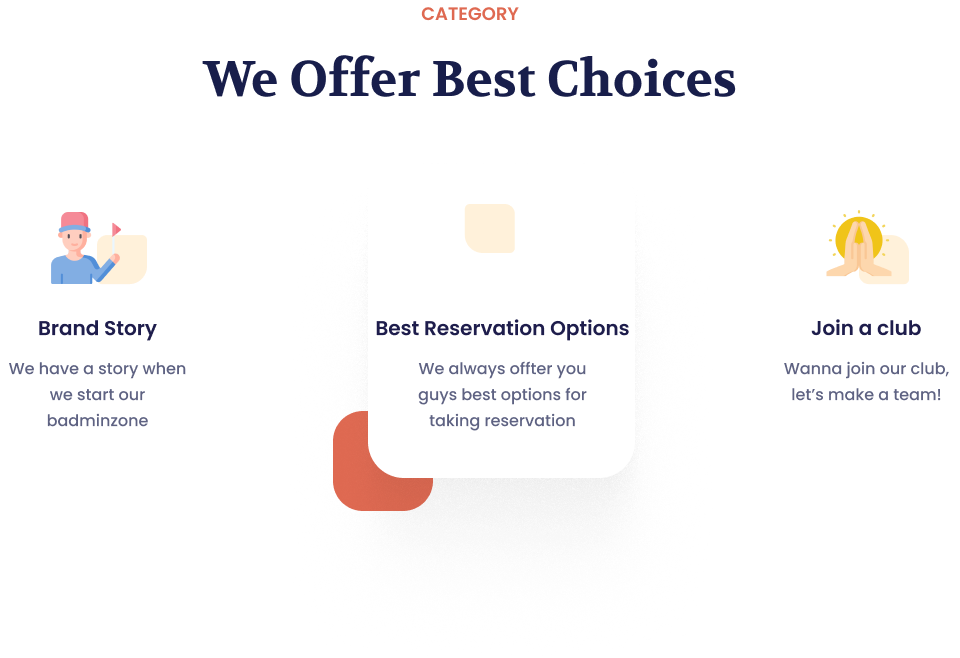 CATEGORY
We Offer Best Choices
Brand Story
We have a story when
we start our
badminzone
Best Reservation Options
We always offter you
guys best options for
taking reservation
Join a club
Wanna join our club,
let’s make a team!